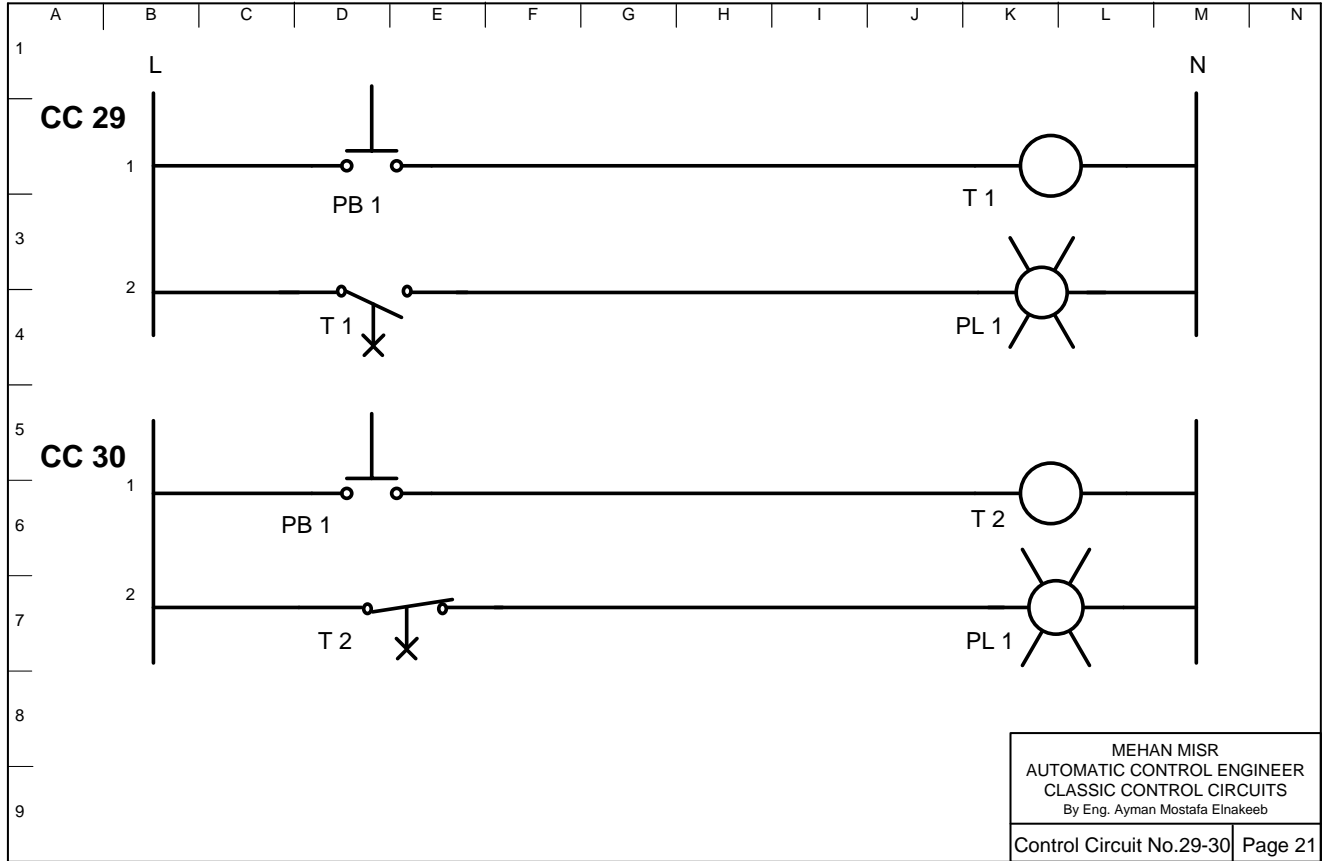 A B C D E F G H I J K L M N
1
L N
CC 29
1
PB 1 T 1
3
2
T 1 PL 1
4
5
CC 30
1
PB 1 T 2
6
2
7
T 2 PL 1
8
MEHAN MISR
AUTOMATIC CONTROL ENGINEER
CLASSIC CONTROL CIRCUITS
9
By Eng. Ayman Mostafa Elnakeeb
Control Circuit No.29-30 Page 21